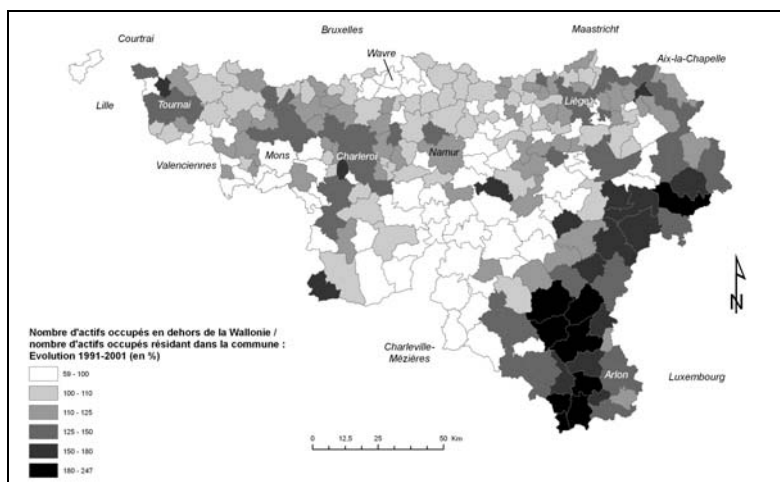 Bruxelles
Maastricht
Courtrai
Wavre
Aix-la-Chapelle
Lille
Tournai
Liège
Mons
Charleroi
Namur
Valenciennes
N
Nombre d'actifs occupés en dehors de la Wallonie /
nombre d'actifs occupés résidant dans la commune :
Evolution 1991-2001 (en %)
59 - 100
100 - 110
110 - 125
125 - 150
150 - 180
180 - 247
Charleville-
Mézières
Arlon
Luxembourg
0 12,5 25 50 Km